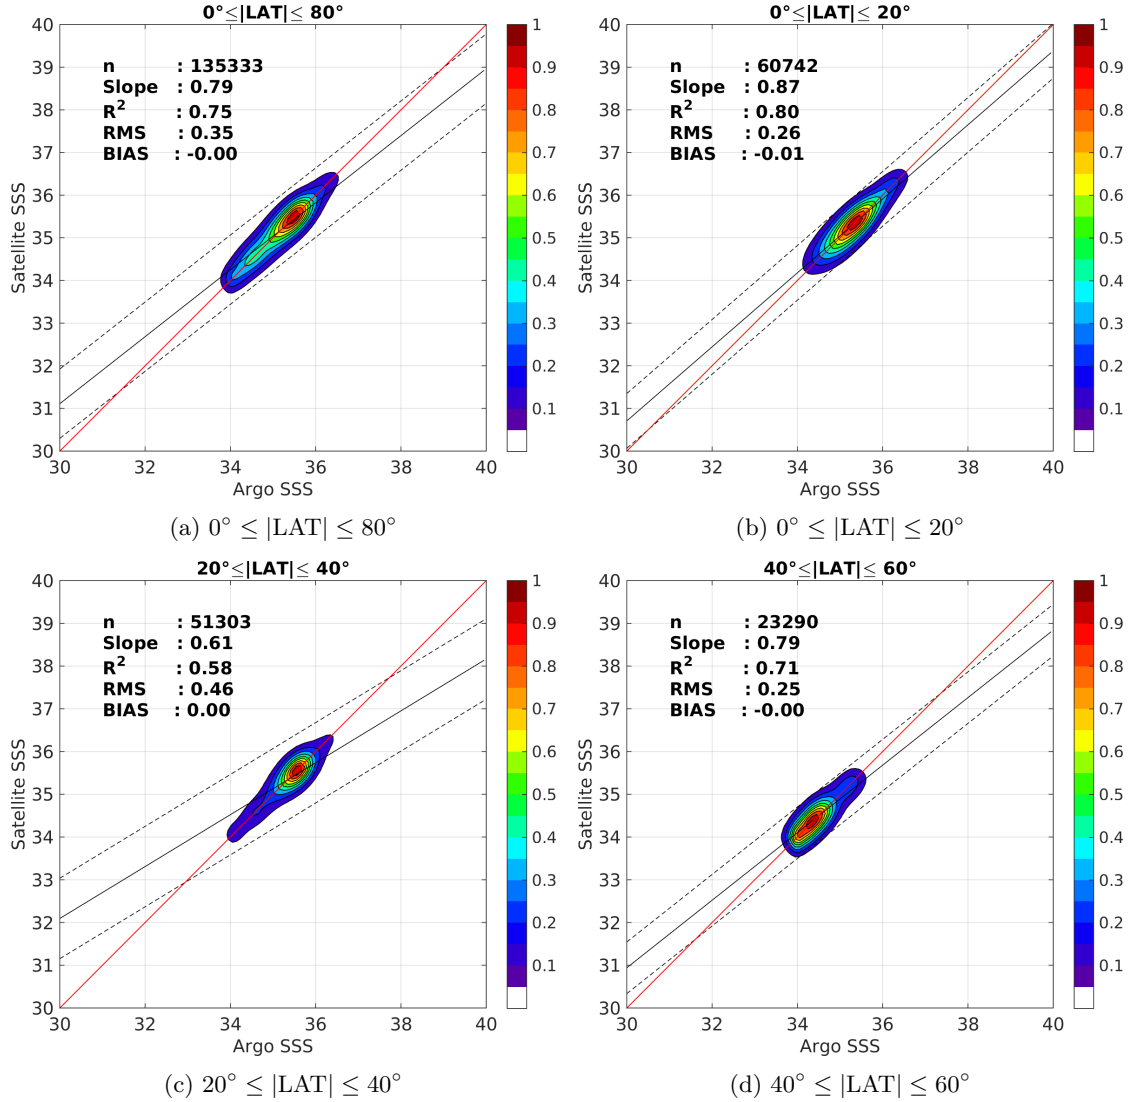 0°≤|LAT|≤ 80°
40
39
38
37
36
35
34
33
32
31
30
Satellite SSS
n : 135333
Slope : 0.79
R² : 0.75
RMS : 0.35
BIAS : -0.00
30 32 34 36 38 40
Argo SSS
1
0.9
0.8
0.7
0.6
0.5
0.4
0.3
0.2
0.1
(a) 0° ≤ |LAT| ≤ 80°
0°≤|LAT|≤ 20°
40
39
38
37
36
35
34
33
32
31
30
Satellite SSS
n : 60742
Slope : 0.87
R² : 0.80
RMS : 0.26
BIAS : -0.01
30 32 34 36 38 40
Argo SSS
1
0.9
0.8
0.7
0.6
0.5
0.4
0.3
0.2
0.1
(b) 0° ≤ |LAT| ≤ 20°
20°≤|LAT|≤ 40°
40
39
38
37
36
35
34
33
32
31
30
Satellite SSS
n : 51303
Slope : 0.61
R² : 0.58
RMS : 0.46
BIAS : 0.00
30 32 34 36 38 40
Argo SSS
1
0.9
0.8
0.7
0.6
0.5
0.4
0.3
0.2
0.1
(c) 20° ≤ |LAT| ≤ 40°
40°≤|LAT|≤ 60°
40
39
38
37
36
35
34
33
32
31
30
Satellite SSS
n : 23290
Slope : 0.79
R² : 0.71
RMS : 0.25
BIAS : -0.00
30 32 34 36 38 40
Argo SSS
1
0.9
0.8
0.7
0.6
0.5
0.4
0.3
0.2
0.1
(d) 40° ≤ |LAT| ≤ 60°